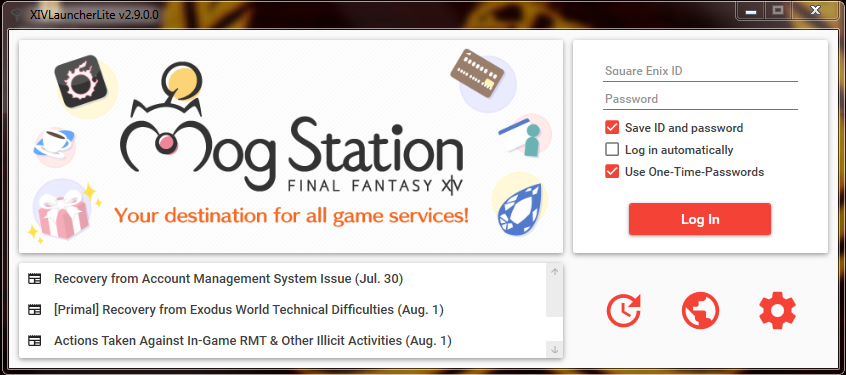 XIVLauncherLite v2.9.0.0
Mog Station
FINAL FANTASY XIV
Your destination for all game services!
Square Enix ID
Password
Save ID and password
Log in automatically
Use One-Time-Passwords
Log In
Recovery from Account Management System Issue (Jul. 30)
[Primal] Recovery from Exodus World Technical Difficulties (Aug. 1)
Actions Taken Against In-Game RMT & Other Illicit Activities (Aug. 1)